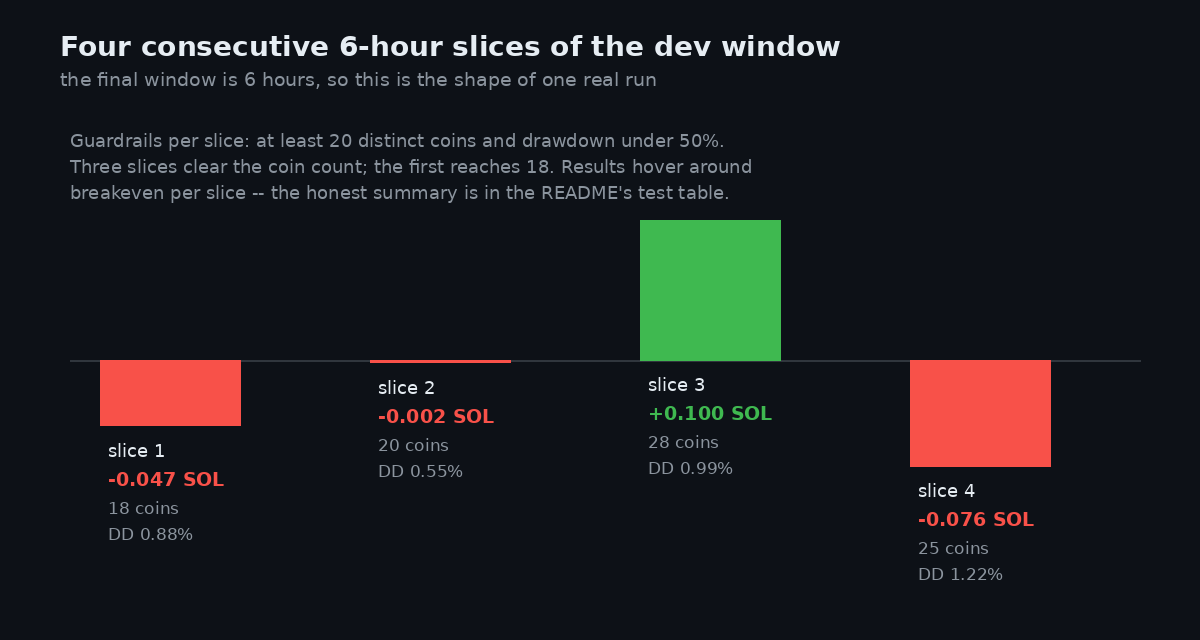 Four consecutive 6-hour slices of the dev window
the final window is 6 hours, so this is the shape of one real run
Guardrails per slice: at least 20 distinct coins and drawdown under 50%.
Three slices clear the coin count; the first reaches 18. Results hover around
breakeven per slice -- the honest summary is in the README's test table.
slice 1
-0.047 SOL
18 coins
DD 0.88%
slice 2
-0.002 SOL
20 coins
DD 0.55%
slice 3
+0.100 SOL
28 coins
DD 0.99%
slice 4
-0.076 SOL
25 coins
DD 1.22%